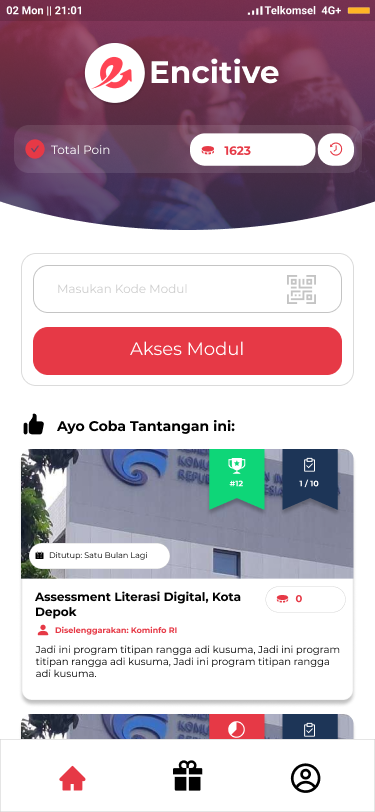 02 Mon || 21:01
Telkomsel 4G+
Encitive
Total Poin
1623
Masukan Kode Modul
Akses Modul
Ayo Coba Tantangan ini:
#12
1 / 10
Ditutup: Satu Bulan Lagi
Assessment Literasi Digital, Kota
Depok
0
Diselenggarakan: Kominfo RI
Jadi ini program titipan rangga adi kusuma, Jadi ini program
titipan rangga adi kusuma, Jadi ini program titipan rangga
adi kusuma.